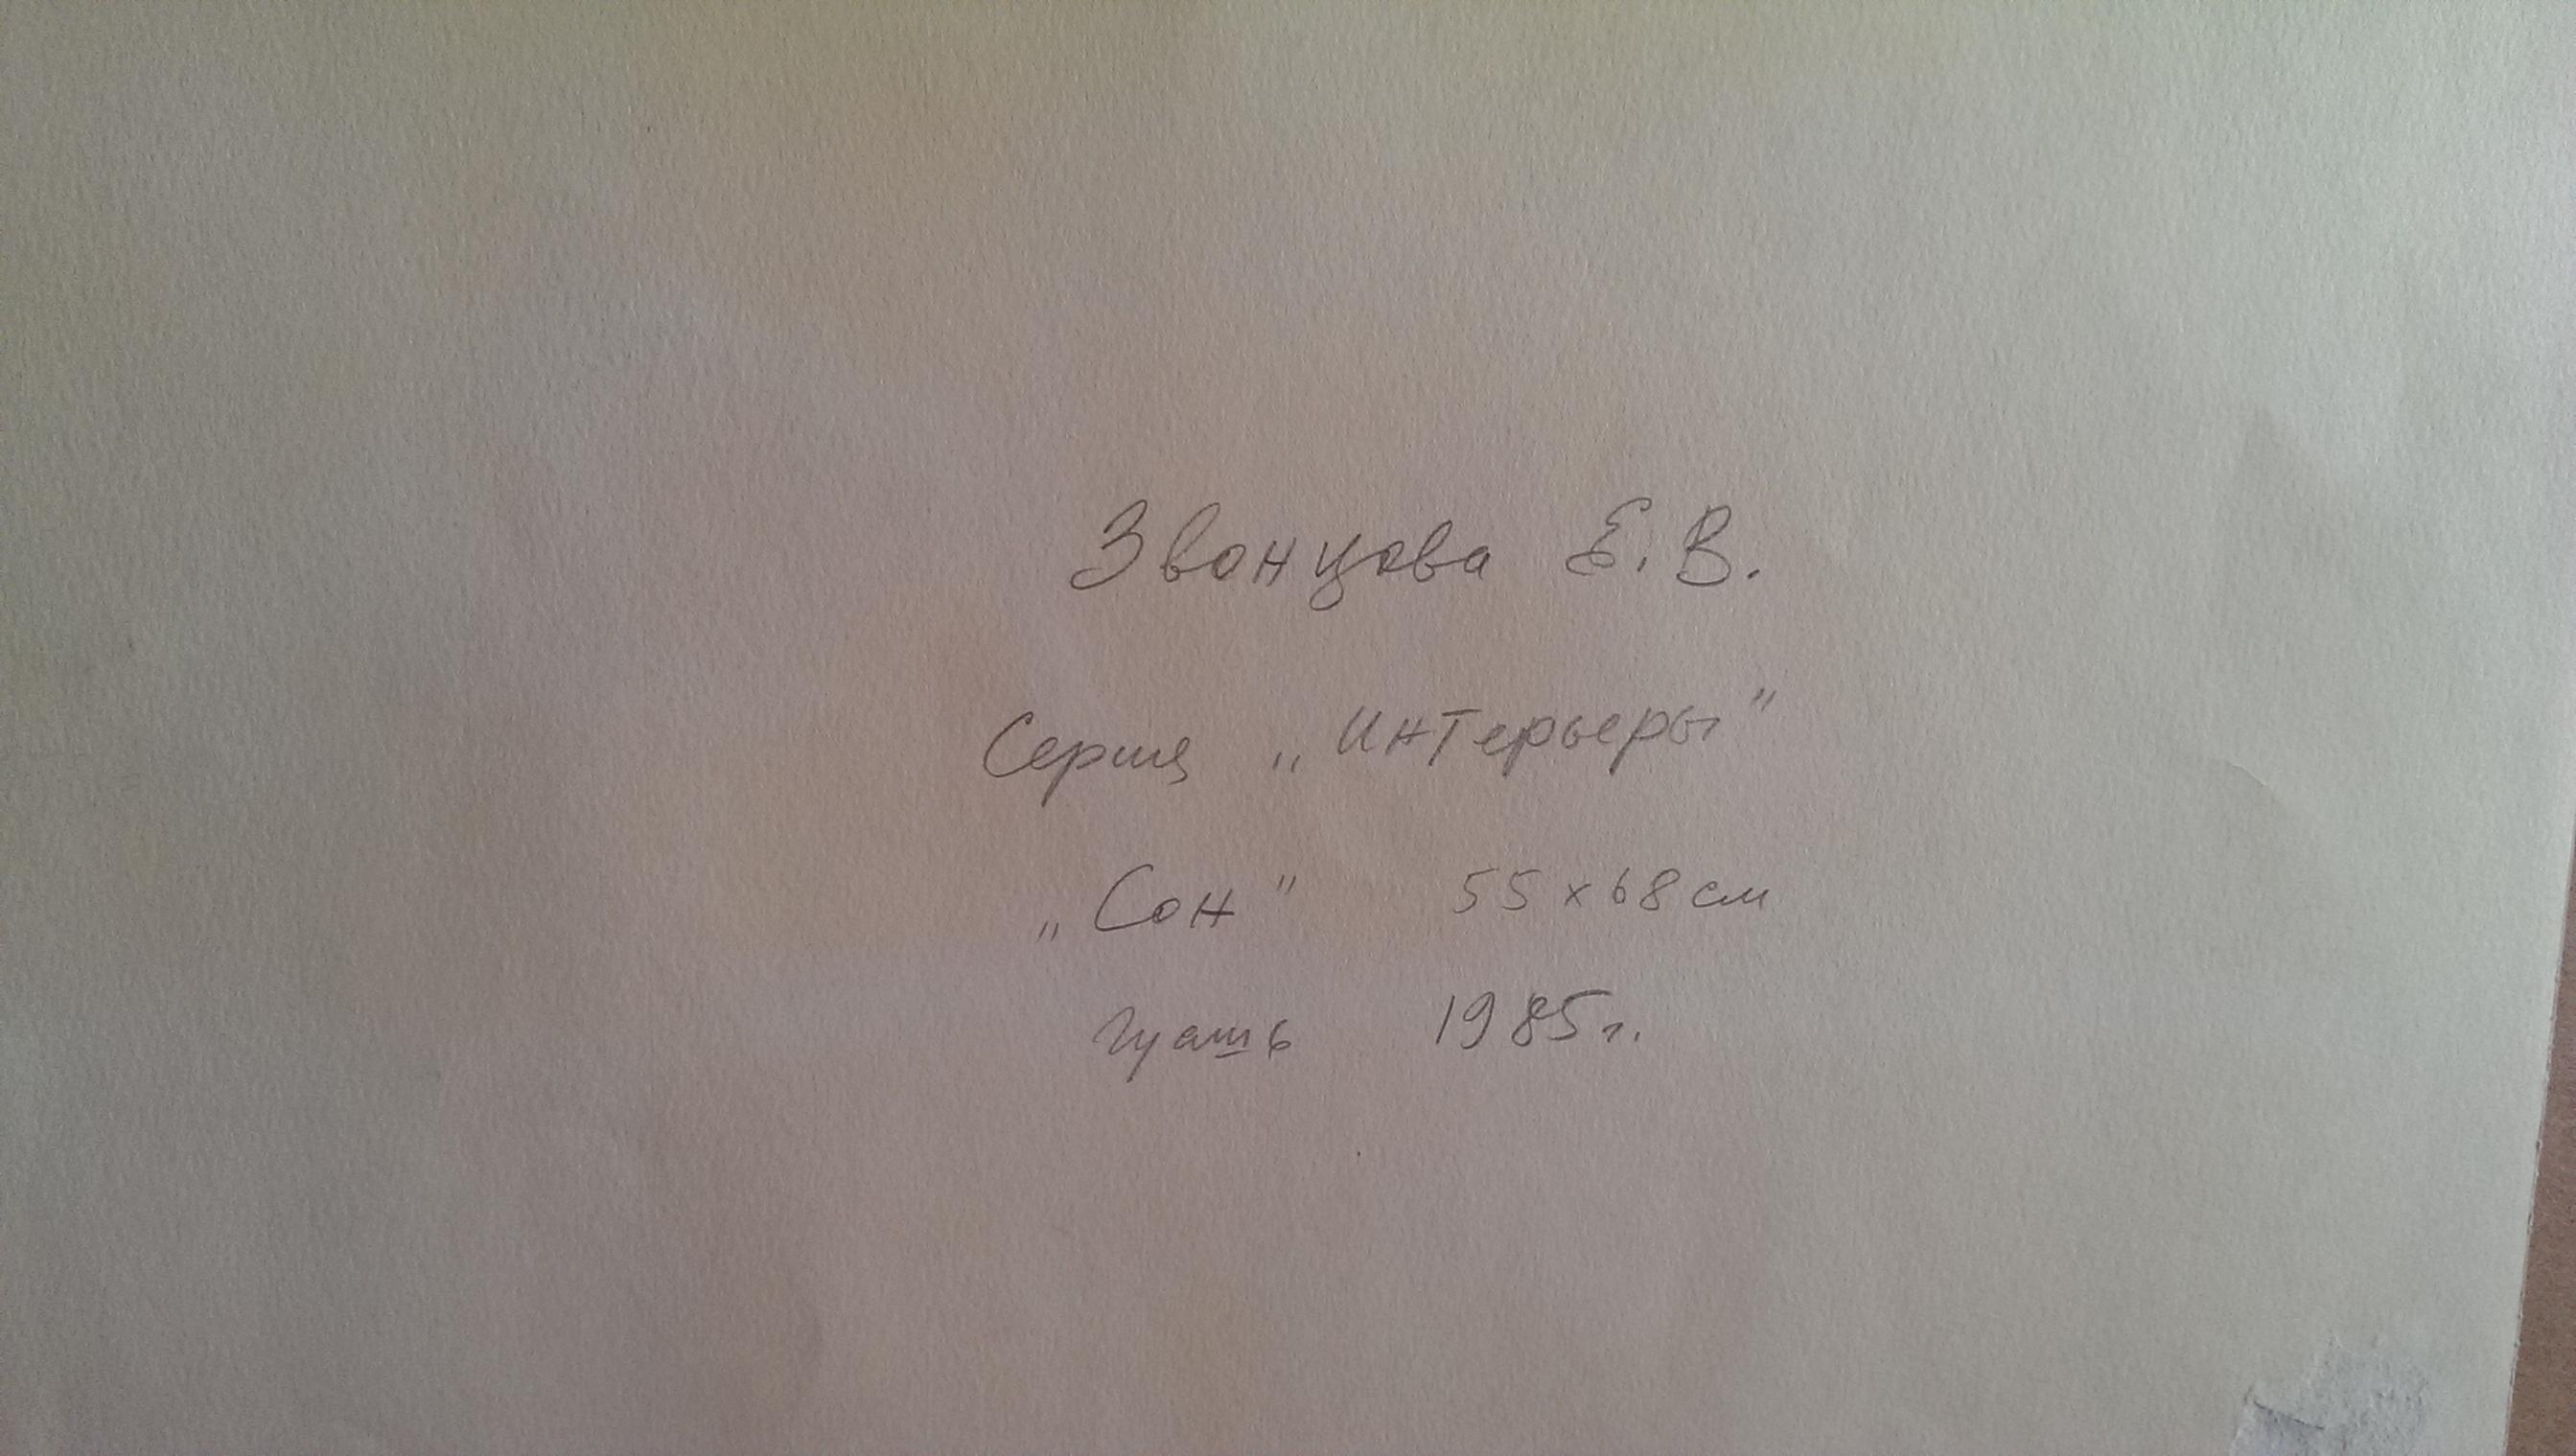 Звонцова Е. В.
Серия „Интерьеры”
„Сон” 55 х 68 см
гуашь 1985 г.